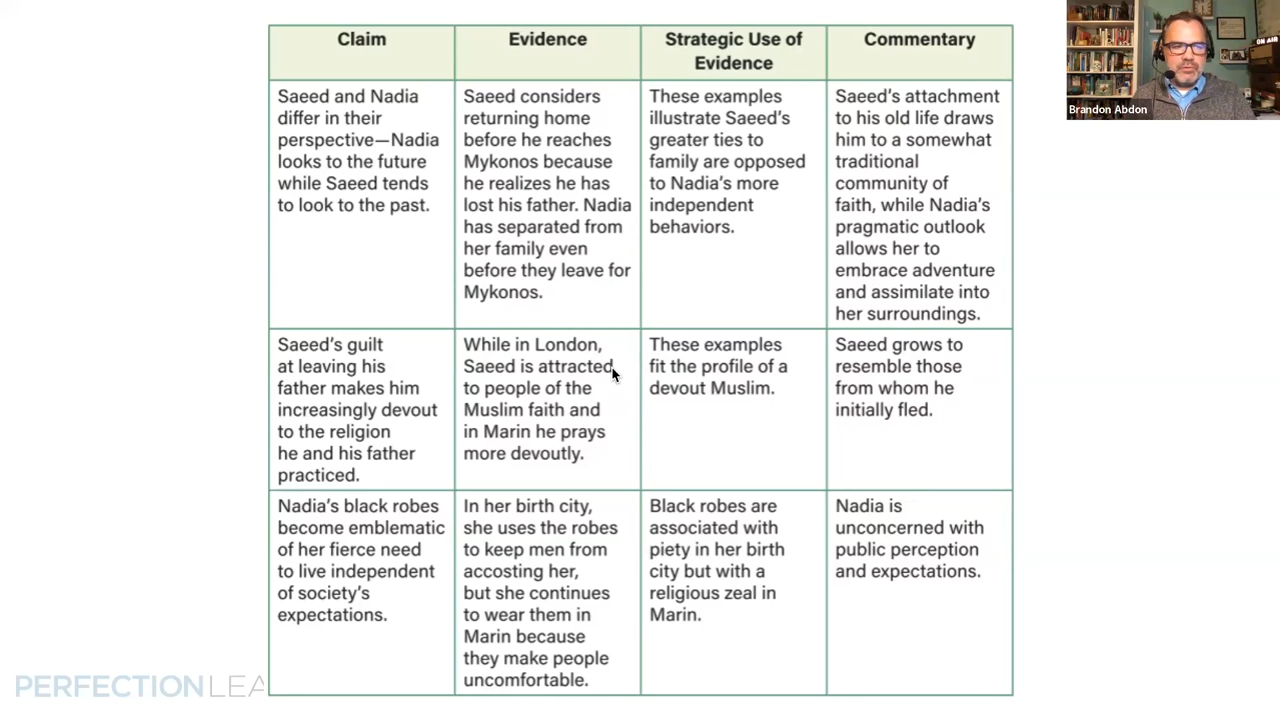 Claim
Evidence
Strategic Use of
Evidence
Commentary
Saeed and Nadia
differ in their
perspective—Nadia
looks to the future
while Saeed tends
to look to the past.
Saeed considers
returning home
before he reaches
Mykonos because
he realizes he has
lost his father. Nadia
has separated from
her family even
before they leave for
Mykonos.
These examples
illustrate Saeed's
greater ties to
family are opposed
to Nadia's more
independent
behaviors.
Saeed's attachment
to his old life draws
him to a somewhat
traditional
community of
faith, while Nadia's
pragmatic outlook
allows her to
embrace adventure
and assimilate into
her surroundings.
Saeed's guilt
at leaving his
father makes him
increasingly devout
to the religion
he and his father
practiced.
While in London,
Saeed is attracted
to people of the
Muslim faith and
in Marin he prays
more devoutly.
These examples
fit the profile of a
devout Muslim.
Saeed grows to
resemble those
from whom he
initially fled.
Nadia's black robes
become emblematic
of her fierce need
to live independent
of society's
expectations.
In her birth city,
she uses the robes
to keep men from
accosting her,
but she continues
to wear them in
Marin because
they make people
uncomfortable.
Black robes are
associated with
piety in her birth
city but with a
religious zeal in
Marin.
Nadia is
unconcerned with
public perception
and expectations.
ON AIR
Brandon Abdon
PERFECTION LEA